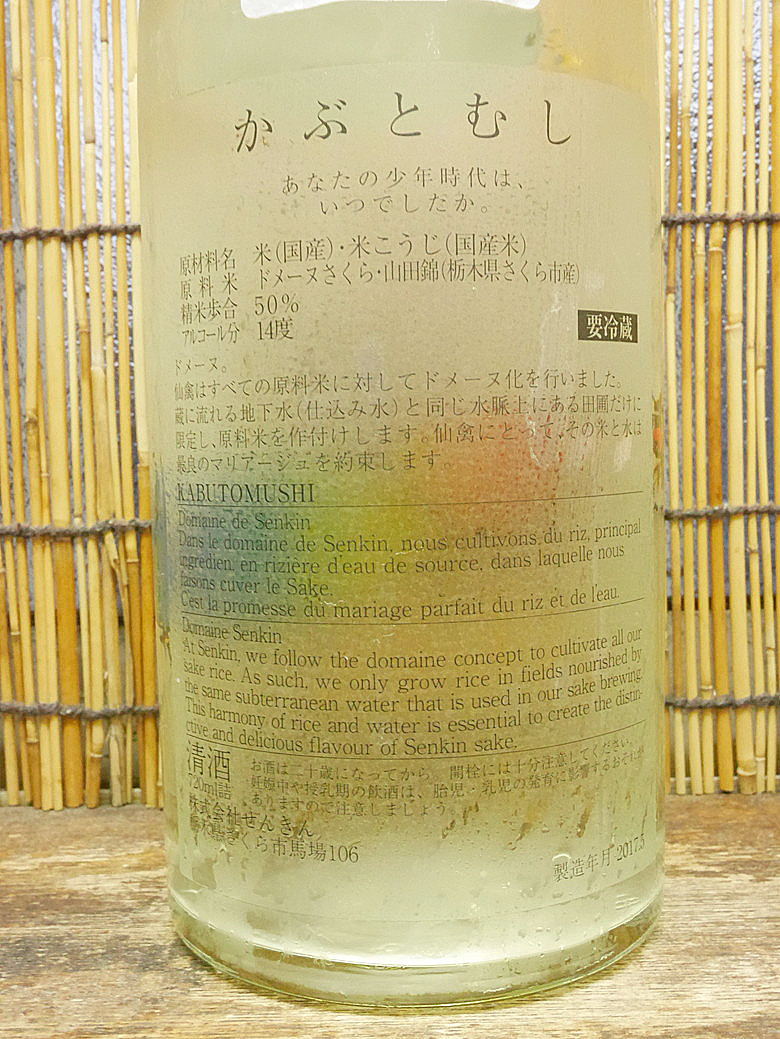 かぶとむし
あなたの少年時代は、
いつでしたか。
原材料名 米(国産)・米こうじ(国産米)
原料米 ドメーヌさくら・山田錦(栃木県さくら市産)
精米歩合 50%
アルコール分 14度
要冷蔵
ドメーヌ。
仙禽はすべての原料米に対してドメーヌ化を行いました。
蔵に流れる地下水(仕込み水)と同じ水脈上にある田圃だけに
限定し、原料米を作付けします。仙禽にとって、その米と水は
最良のマリアージュを約束します。
KABUTOMUSHI
Domaine de Senkin
Dans le domaine de Senkin, nous cultivons du riz, principal
ingredien, en rizière d'eau de source, dans laquelle nous
faisons cuver le Sake.
C'est la promesse du mariage parfait du riz et de l'eau.
Domaine Senkin
At Senkin, we follow the domaine concept to cultivate all our
sake rice. As such, we only grow rice in fields nourished by
the same subterranean water that is used in our sake brewing.
This harmony of rice and water is essential to create the distin-
ctive and delicious flavour of Senkin sake.
清酒
720ml詰
お酒は二十歳になってから。開栓には十分注意してください。
妊娠中や授乳期の飲酒は、胎児・乳児の発育に影響するおそれが
ありますので注意しましょう。
株式会社せんきん
栃木県さくら市馬場106
製造年月 2017.5